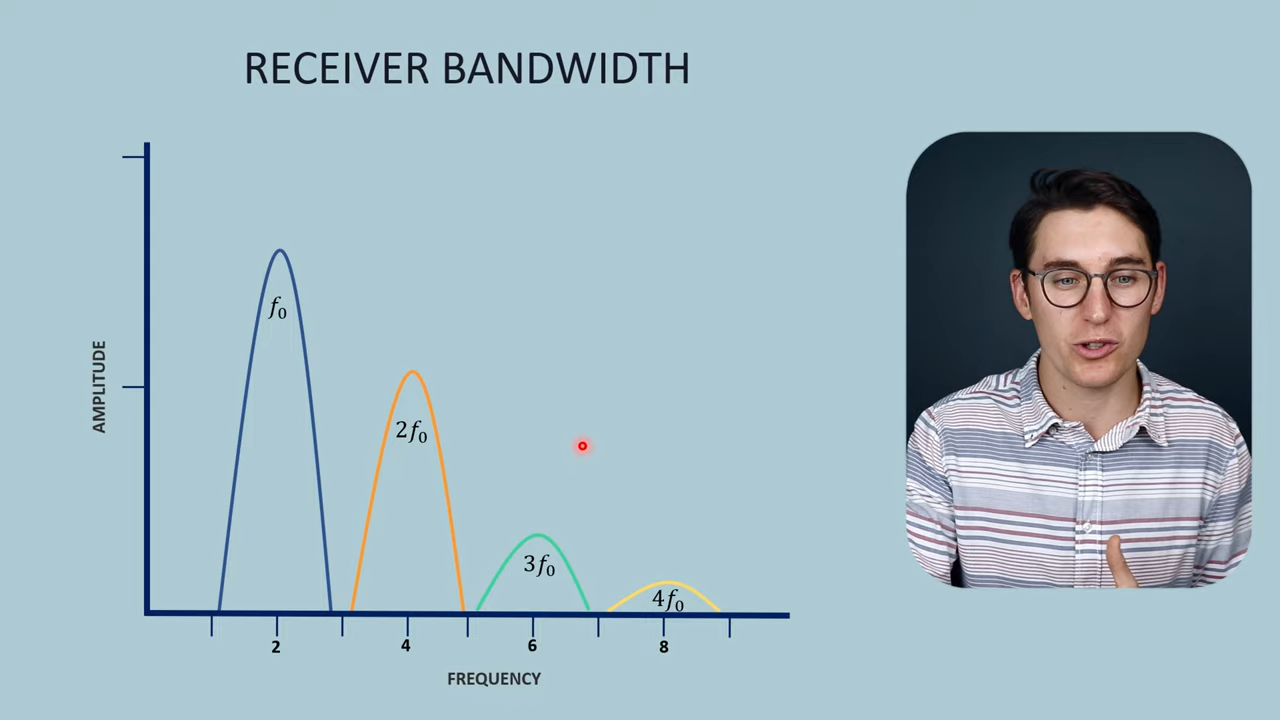 RECEIVER BANDWIDTH
AMPLITUDE
f₀
2f₀
3f₀
4f₀
2 4 6 8
FREQUENCY